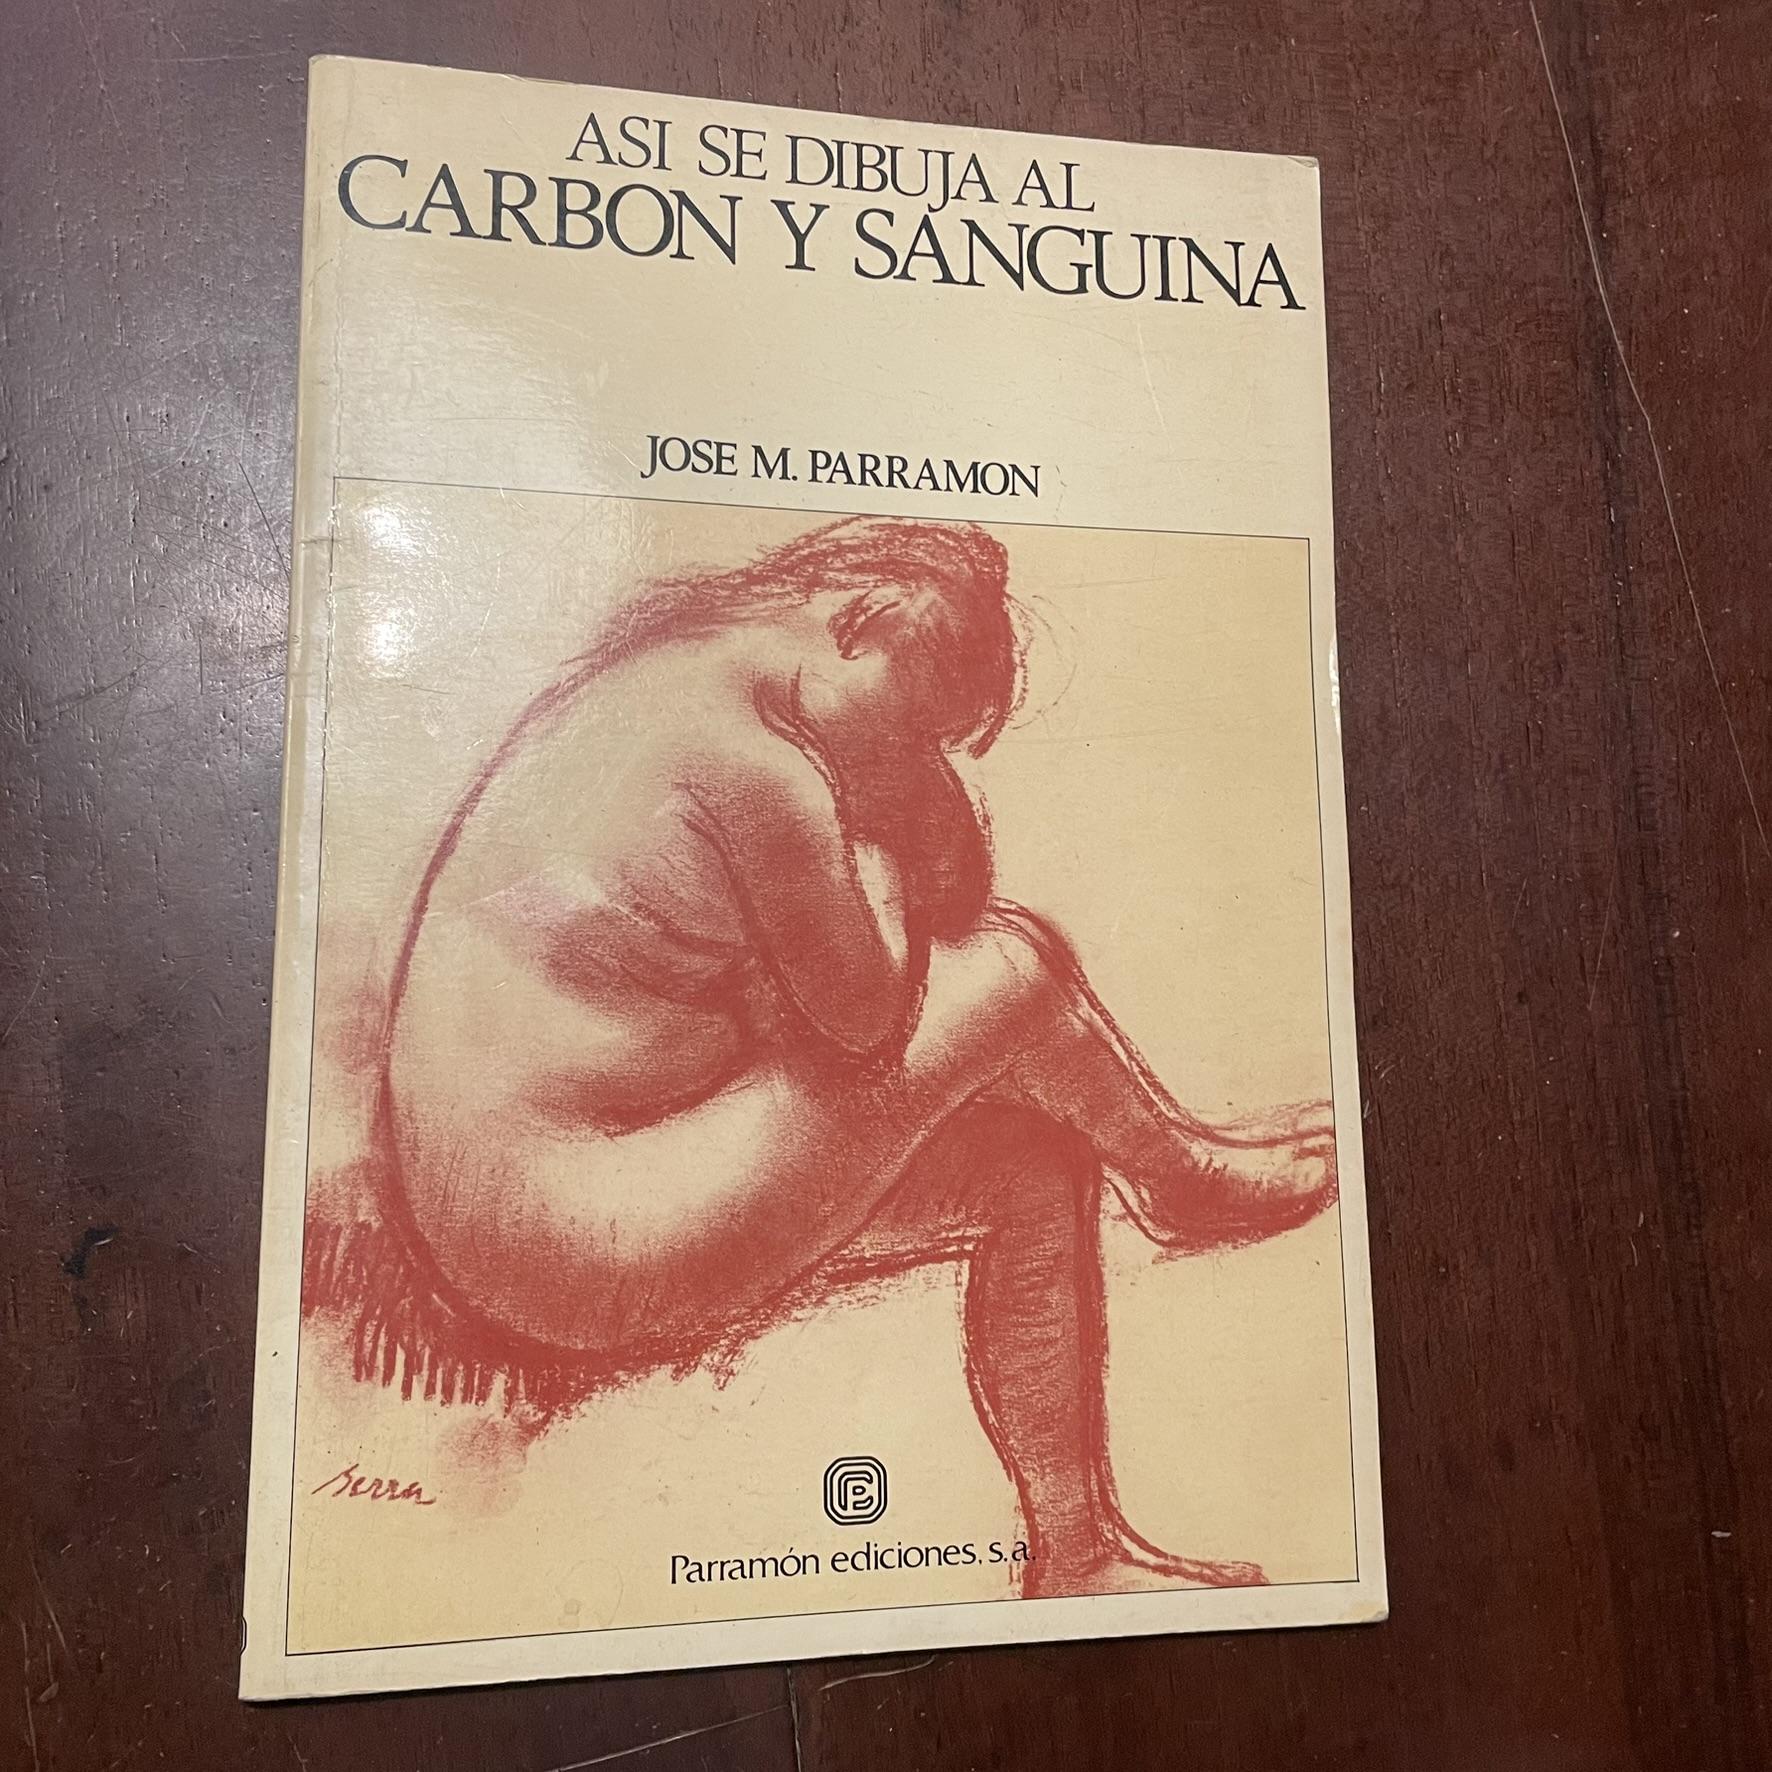 ASI SE DIBUJA AL
CARBON Y SANGUINA
JOSE M. PARRAMON
Serra
Parramón ediciones, s.a.